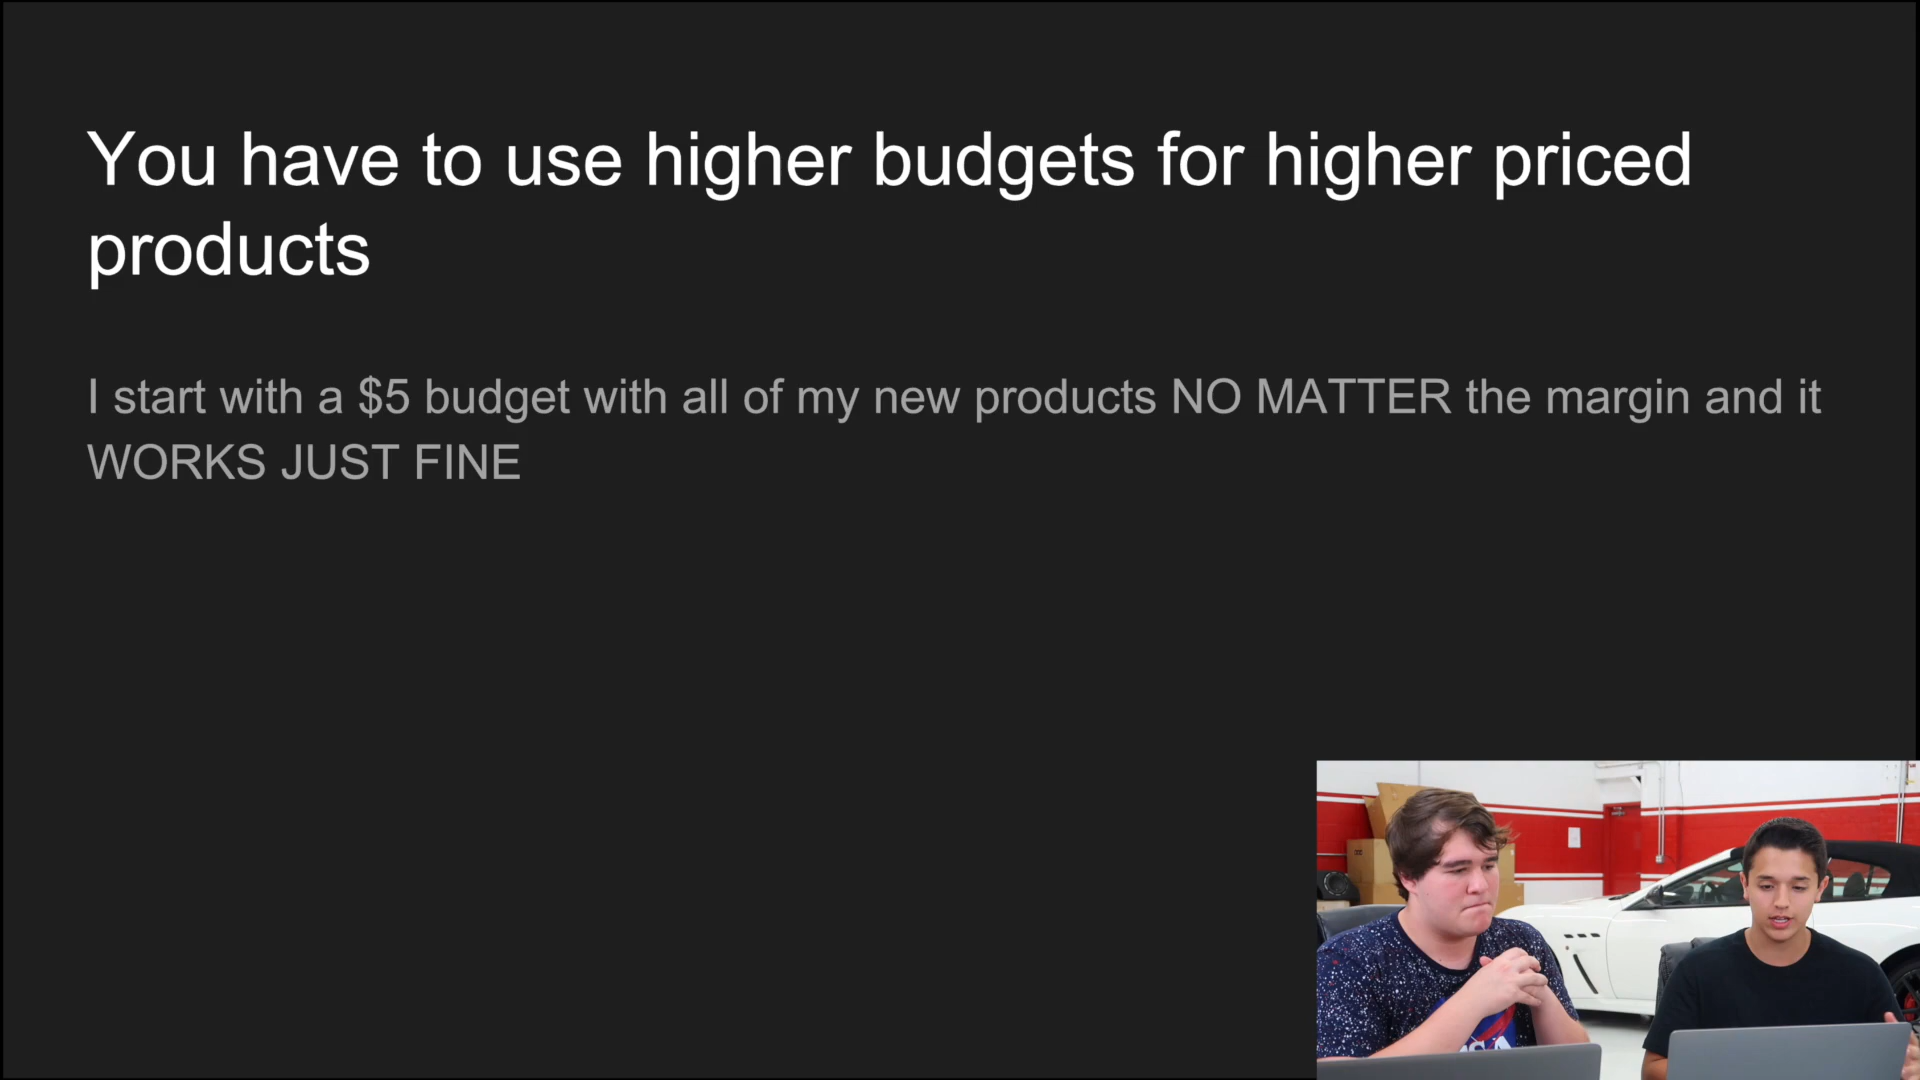 You have to use higher budgets for higher priced
products
I start with a $5 budget with all of my new products NO MATTER the margin and it
WORKS JUST FINE